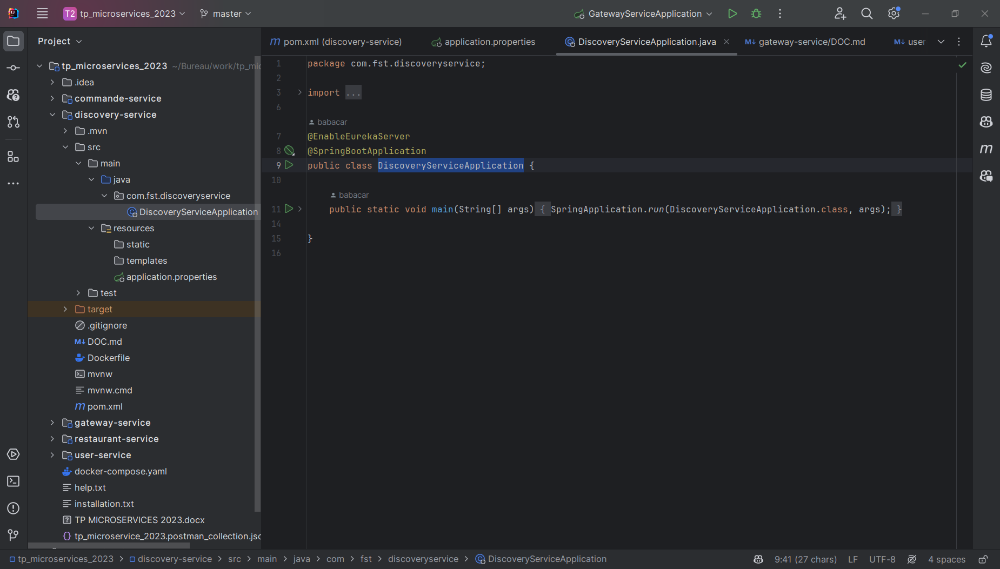 T2 tp_microservices_2023 master GatewayServiceApplication
Project
pom.xml (discovery-service) application.properties DiscoveryServiceApplication.java M↓ gateway-service/DOC.md M↓ user
tp_microservices_2023 ~/Bureau/work/tp_mic
.idea
commande-service
discovery-service
.mvn
src
main
java
com.fst.discoveryservice
DiscoveryServiceApplication
resources
static
templates
application.properties
test
target
.gitignore
M↓ DOC.md
Dockerfile
mvnw
mvnw.cmd
m pom.xml
gateway-service
restaurant-service
user-service
docker-compose.yaml
help.txt
installation.txt
TP MICROSERVICES 2023.docx
{} tp_microservice_2023.postman_collection.jsc
1 package com.fst.discoveryservice;
2
3 import ...
6
babacar
7 @EnableEurekaServer
8 @SpringBootApplication
9 public class DiscoveryServiceApplication {
10
babacar
11 public static void main(String[] args) { SpringApplication.run(DiscoveryServiceApplication.class, args); }
14
15 }
16
tp_microservices_2023 > discovery-service > src > main > java > com > fst > discoveryservice > DiscoveryServiceApplication 9:41 (27 chars) LF UTF-8 4 spaces